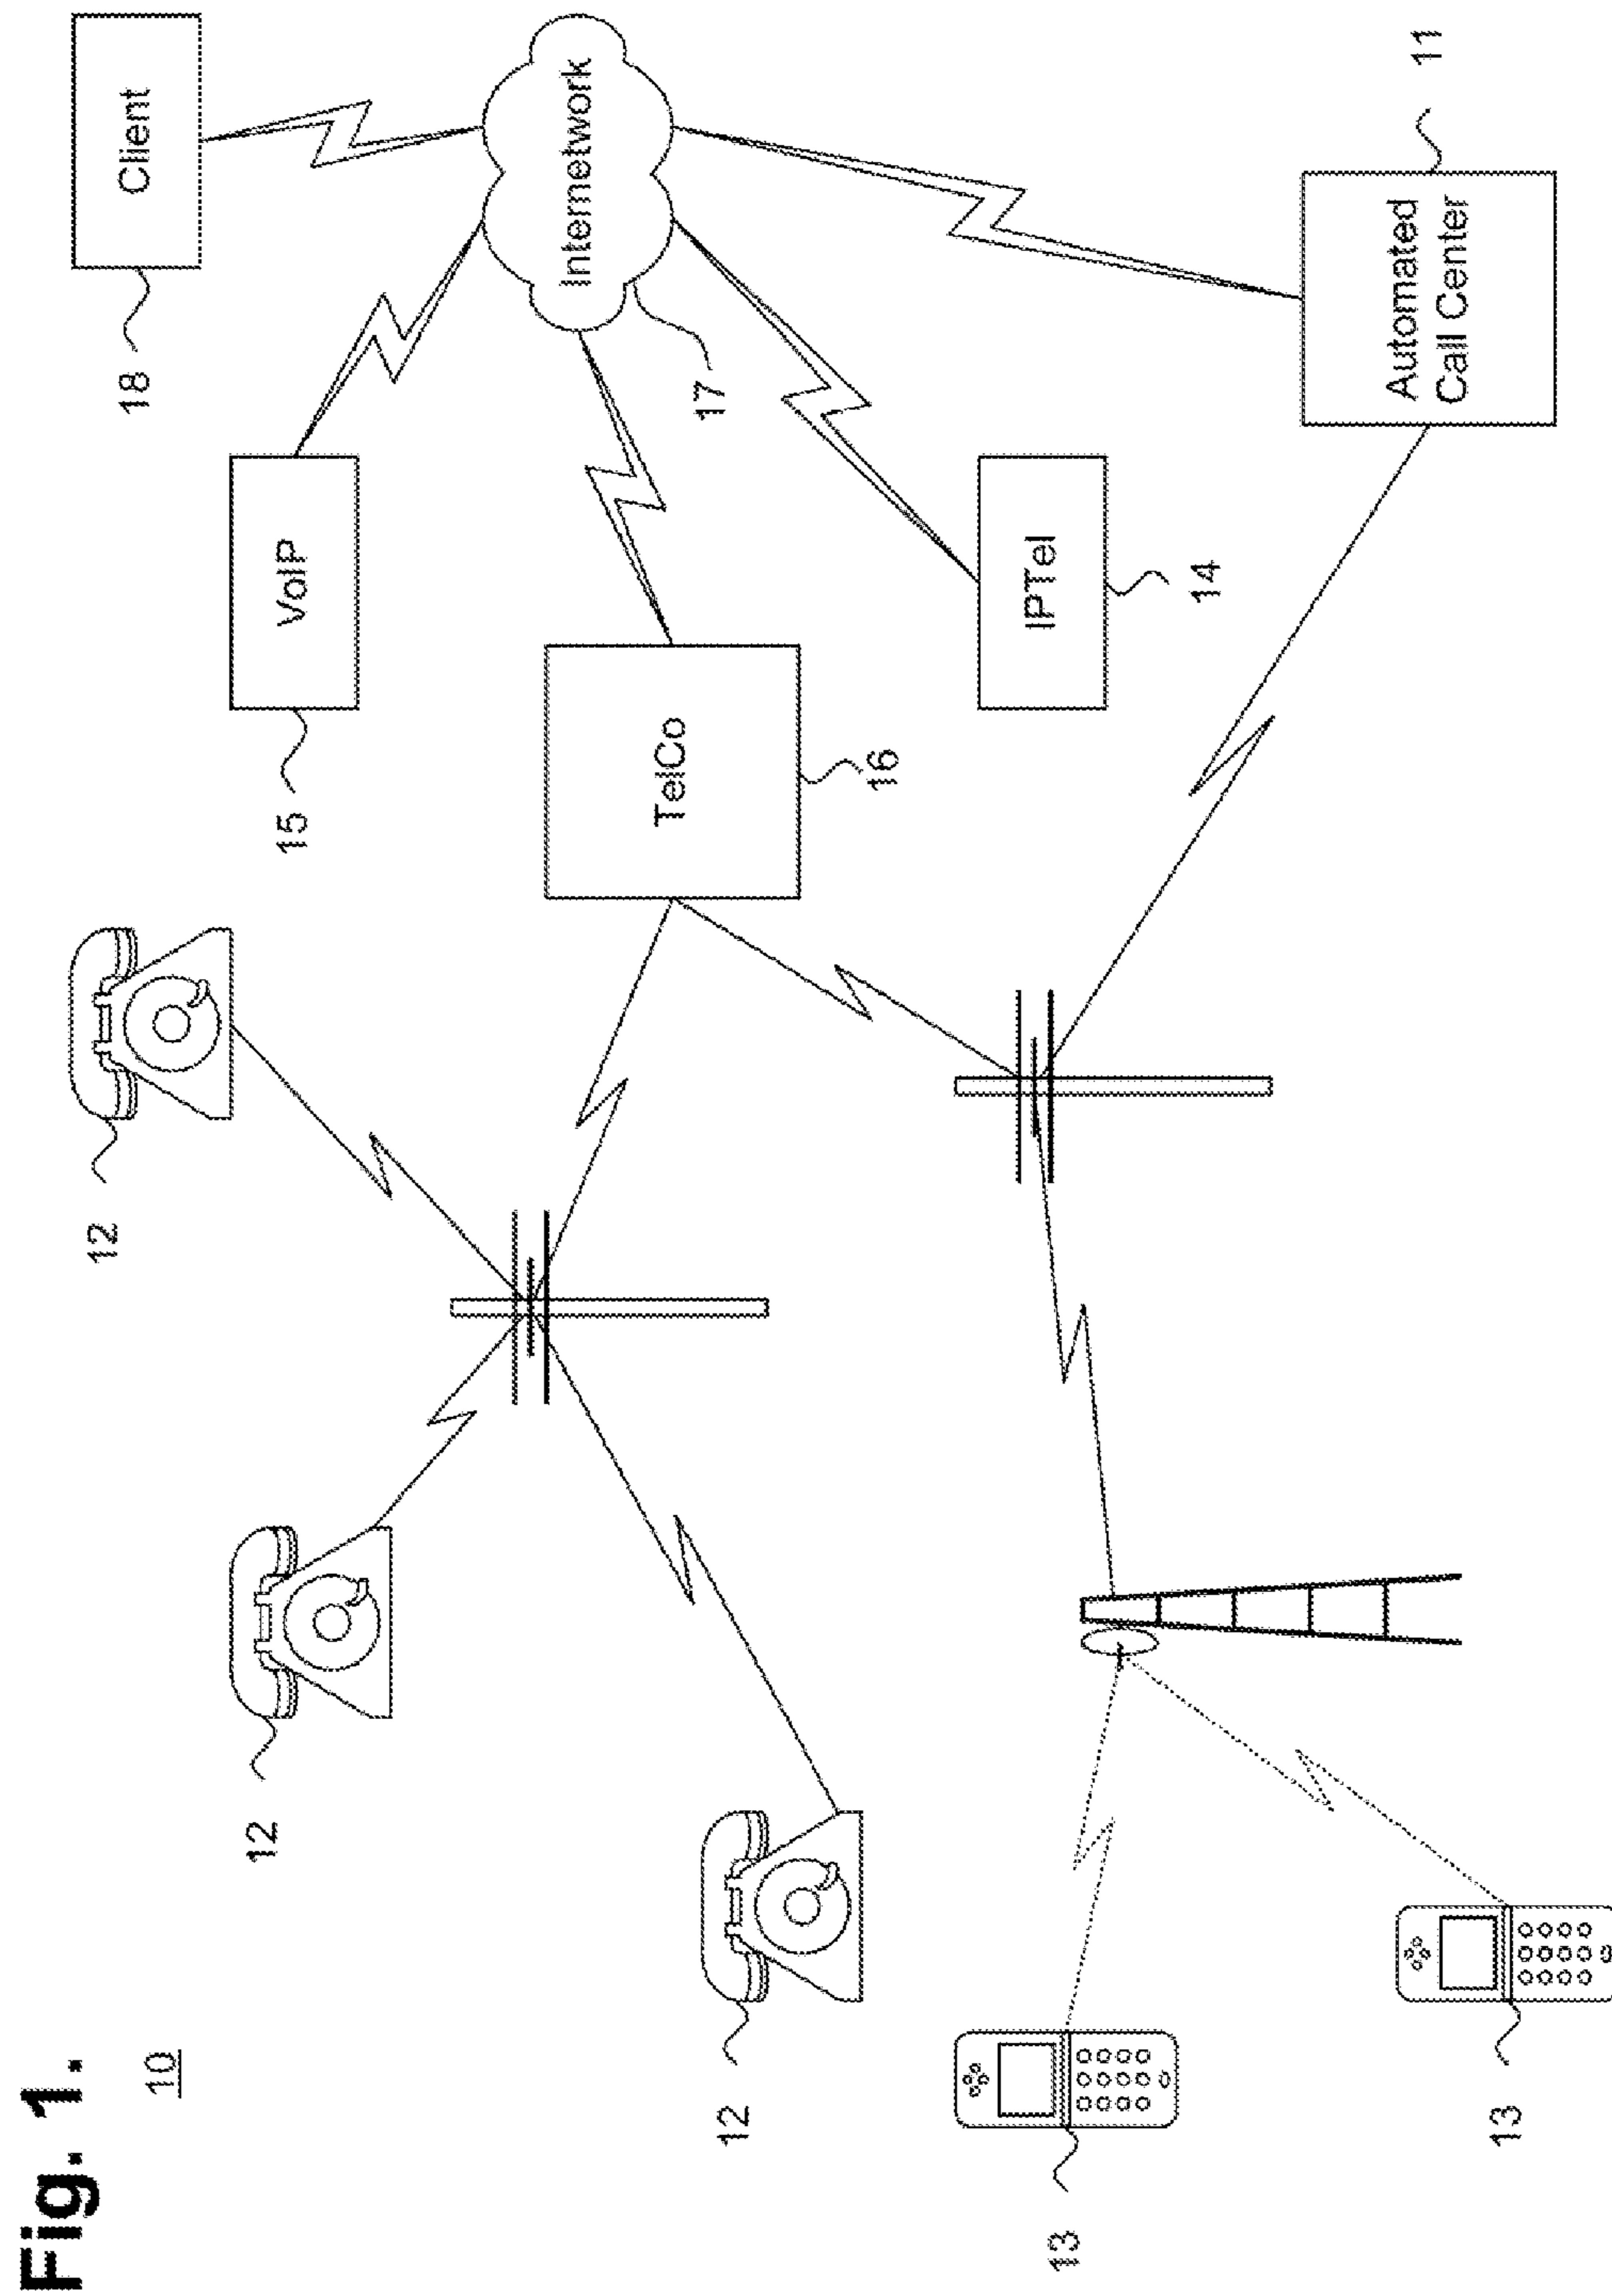 Fig. 1.
10
12
12
12
13
13
15
VoIP
18
Client
TelCo
16
Internetwork
17
IPTel
14
Automated
Call Center
11